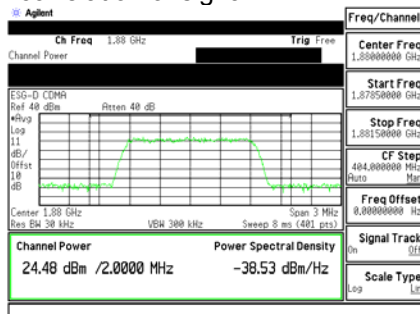 Agilent
Freq/Channel
Ch Freq 1.88 GHz Trig Free
Channel Power
Center Freq
1.88000000 GHz
Start Freq
1.87850000 GHz
Stop Freq
1.88150000 GHz
CF Step
404.000000 MHz
Auto Man
Freq Offset
0.00000000 Hz
Signal Track
On Off
Scale Type
Log Lin
ESG-D CDMA
Ref 40 dBm Atten 40 dB
#Avg
Log
11
dB/
Offst
10
dB
Center 1.88 GHz Span 3 MHz
Res BW 30 kHz VBW 300 kHz Sweep 8 ms (401 pts)
Channel Power Power Spectral Density
24.48 dBm /2.0000 MHz -38.53 dBm/Hz